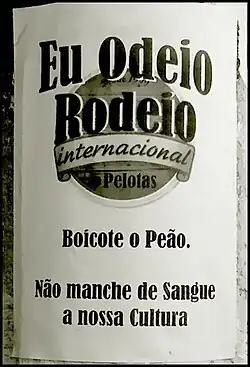 Eu Odeio
Rodeio
internacional
Pelotas
Boicote o Peão.
Não manche de Sangue
a nossa Cultura